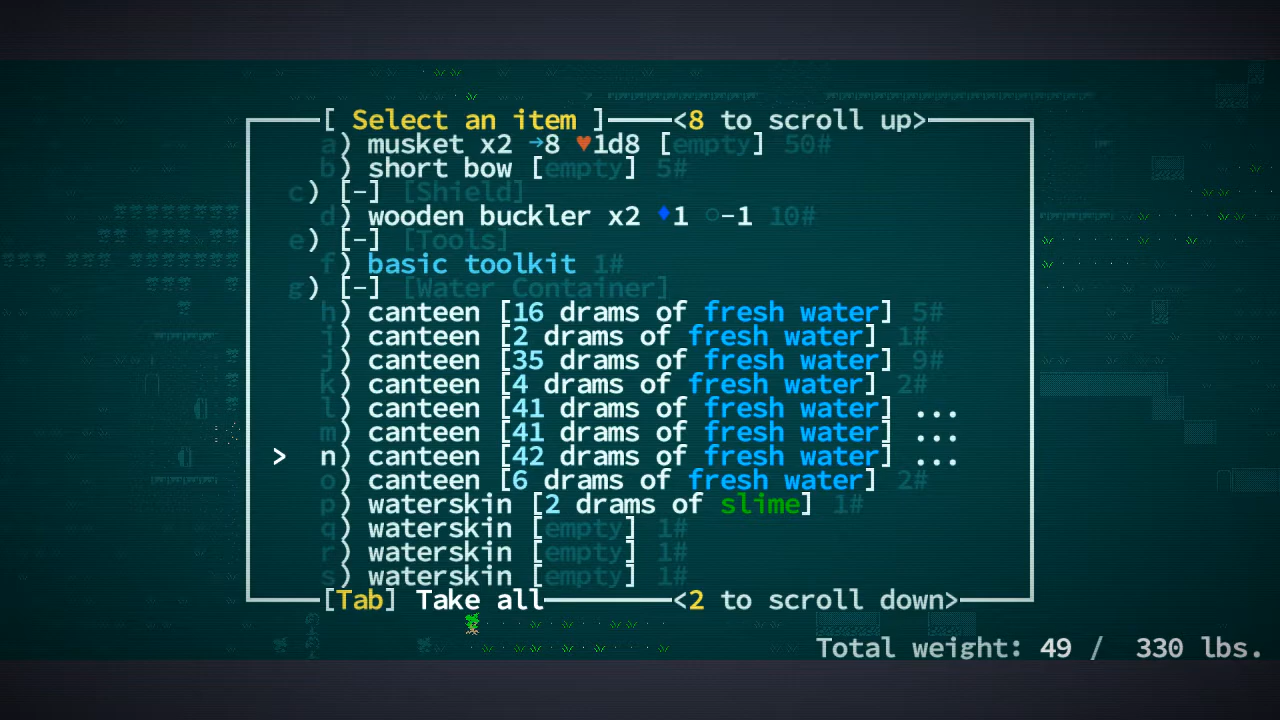 [ Select an item ] <8 to scroll up>
a) musket x2 →8 ♥1d8 [empty] 50#
b) short bow [empty] 5#
c) [-] [Shield]
d) wooden buckler x2 ♦1 ○-1 10#
e) [-] [Tools]
f) basic toolkit 1#
g) [-] [Water Container]
h) canteen [16 drams of fresh water] 5#
i) canteen [2 drams of fresh water] 1#
j) canteen [35 drams of fresh water] 9#
k) canteen [4 drams of fresh water] 2#
l) canteen [41 drams of fresh water] ...
m) canteen [41 drams of fresh water] ...
> n) canteen [42 drams of fresh water] ...
o) canteen [6 drams of fresh water] 2#
p) waterskin [2 drams of slime] 1#
q) waterskin [empty] 1#
r) waterskin [empty] 1#
s) waterskin [empty] 1#
[Tab] Take all <2 to scroll down>
Total weight: 49 / 330 lbs.